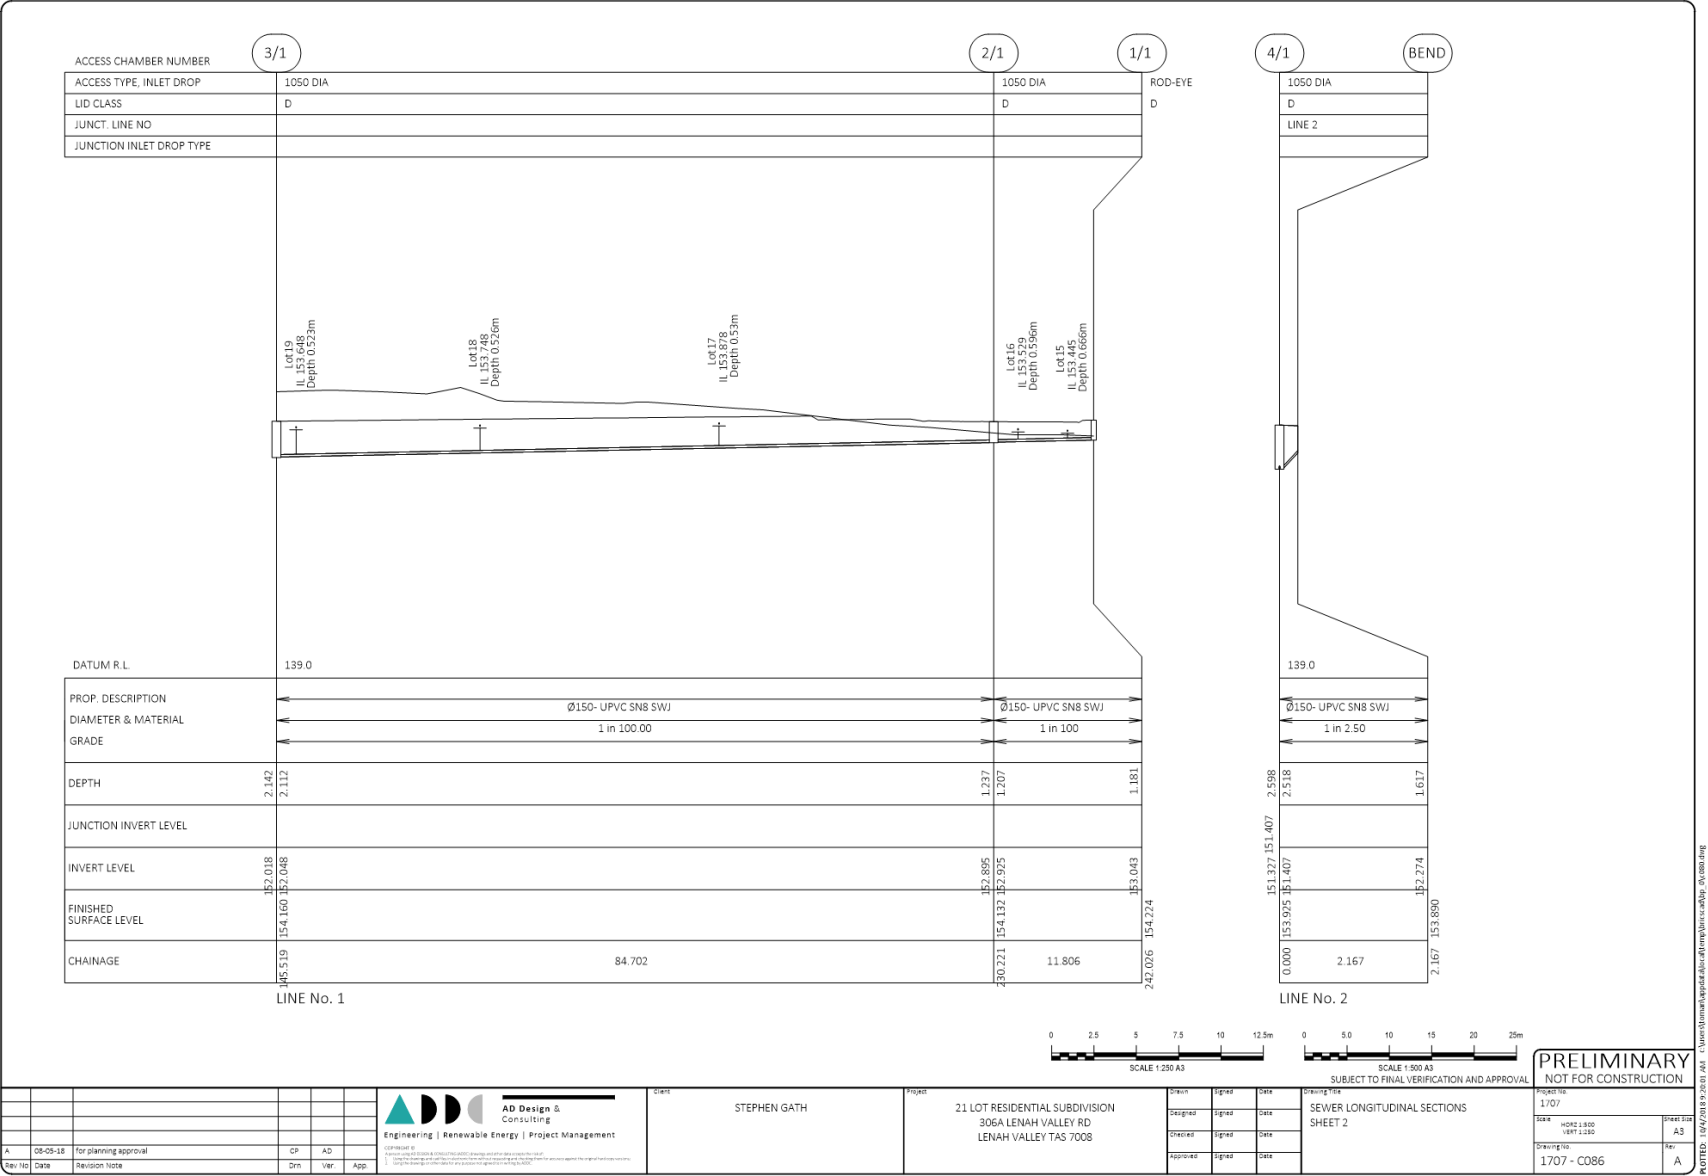 3/1
2/1
1/1
4/1
BEND
ACCESS CHAMBER NUMBER
ACCESS TYPE, INLET DROP
1050 DIA
1050 DIA
ROD-EYE
1050 DIA
LID CLASS
D
D
D
D
JUNCT. LINE NO
LINE 2
JUNCTION INLET DROP TYPE
Lot19
IL 153.648
Depth 0.523m
Lot18
IL 153.748
Depth 0.526m
Lot17
IL 153.878
Depth 0.53m
Lot16
IL 153.529
Depth 0.596m
Lot15
IL 153.445
Depth 0.666m
DATUM R.L.
139.0
139.0
PROP. DESCRIPTION
DIAMETER & MATERIAL
GRADE
Ø150- UPVC SN8 SWJ
Ø150- UPVC SN8 SWJ
Ø150- UPVC SN8 SWJ
1 in 100.00
1 in 100
1 in 2.50
DEPTH
2.142
2.112
1.237
1.207
1.181
2.598
2.518
1.617
JUNCTION INVERT LEVEL
151.407
INVERT LEVEL
152.018
152.048
152.895
152.925
153.043
151.327
151.407
152.274
FINISHED
SURFACE LEVEL
154.160
154.132
154.224
153.925
153.890
CHAINAGE
145.519
84.702
230.221
11.806
242.026
0.000
2.167
2.167
LINE No. 1
LINE No. 2
0 2.5 5 7.5 10 12.5m
SCALE 1:250 A3
0 5.0 10 15 20 25m
SCALE 1:500 A3
SUBJECT TO FINAL VERIFICATION AND APPROVAL
PRELIMINARY
NOT FOR CONSTRUCTION
A 08-05-18 for planning approval CP AD
Rev No Date Revision Note Drn Ver. App.
AD Design &
Consulting
Engineering | Renewable Energy | Project Management
COPYRIGHT ©
Client
STEPHEN GATH
Project
21 LOT RESIDENTIAL SUBDIVISION
306A LENAH VALLEY RD
LENAH VALLEY TAS 7008
Drawn Signed Date
Designed Signed Date
Checked Signed Date
Approved Signed Date
Drawing Title
SEWER LONGITUDINAL SECTIONS
SHEET 2
Project No.
1707
Scale
HORZ 1:500
VERT 1:250
Sheet Size
A3
Drawing No.
1707 - C086
Rev
A
PLOTTED: 10/4/2018 9:20:01 AM